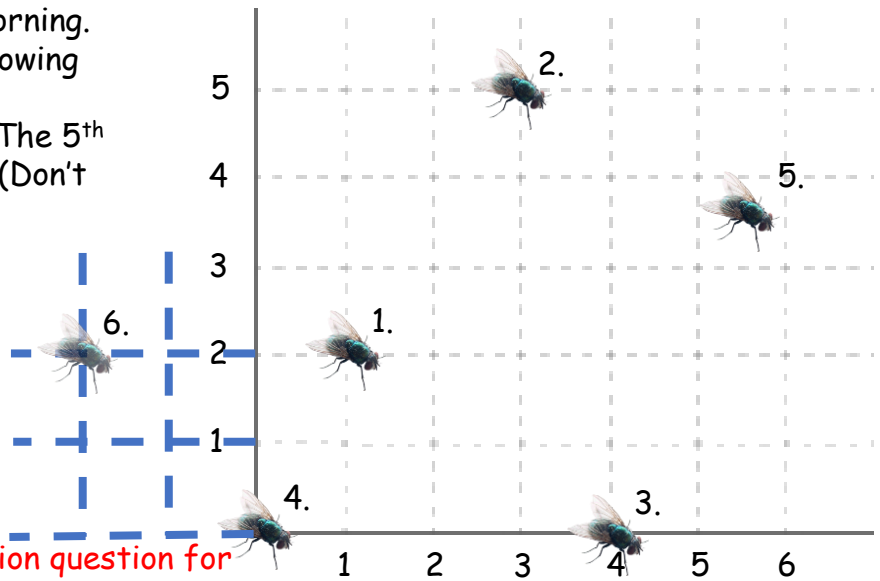 orning.
owing
The 5th
(Don't
5
4
3
2
1
2.
5.
6.
1.
4.
3.
1 2 3 4 5 6
ion question for